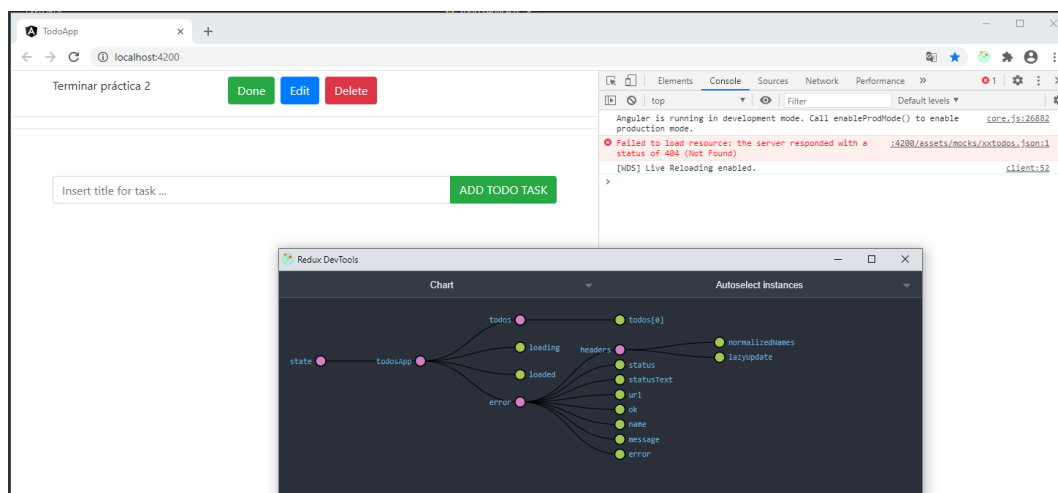 TodoApp
localhost:4200
Terminar práctica 2
Done
Edit
Delete
Insert title for task ...
ADD TODO TASK
Elements Console Sources Network Performance » 1
top Filter Default levels ▼
Angular is running in development mode. Call enableProdMode() to enable core.js:26882
production mode.
Failed to load resource: the server responded with a :4200/assets/mocks/xxtodos.json:1
status of 404 (Not Found)
[WDS] Live Reloading enabled. client:52
Redux DevTools
Chart
Autoselect instances
state
todosApp
todos
loading
loaded
error
todos[0]
headers
status
statusText
url
ok
name
message
error
normalizedNames
lazyUpdate